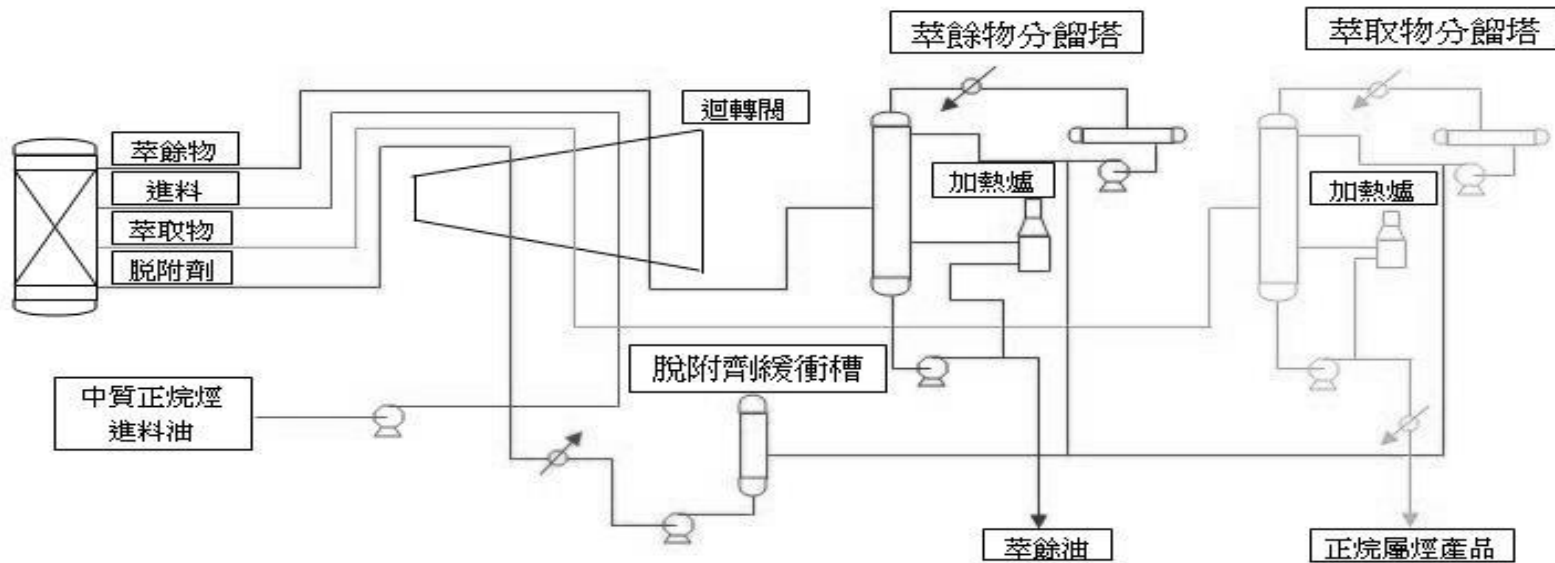 萃餘物分餾塔
萃取物分餾塔
迴轉閥
萃餘物
進料
萃取物
脫附劑
加熱爐
加熱爐
脫附劑緩衝槽
中質正烷烴
進料油
萃餘油
正烷屬烴產品